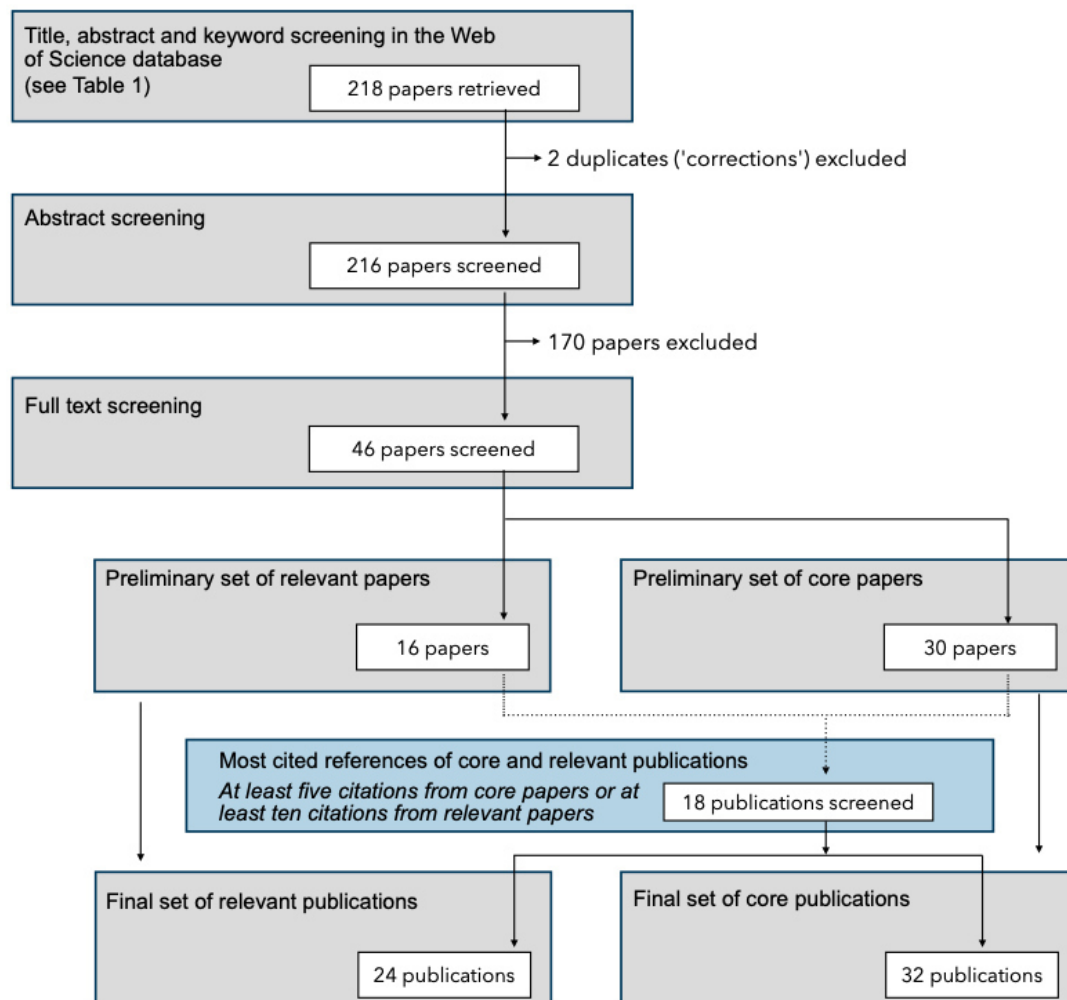 Title, abstract and keyword screening in the Web
of Science database
(see Table 1)
218 papers retrieved
2 duplicates ('corrections') excluded
Abstract screening
216 papers screened
170 papers excluded
Full text screening
46 papers screened
Preliminary set of relevant papers
16 papers
Preliminary set of core papers
30 papers
Most cited references of core and relevant publications
At least five citations from core papers or at
least ten citations from relevant papers
18 publications screened
Final set of relevant publications
24 publications
Final set of core publications
32 publications